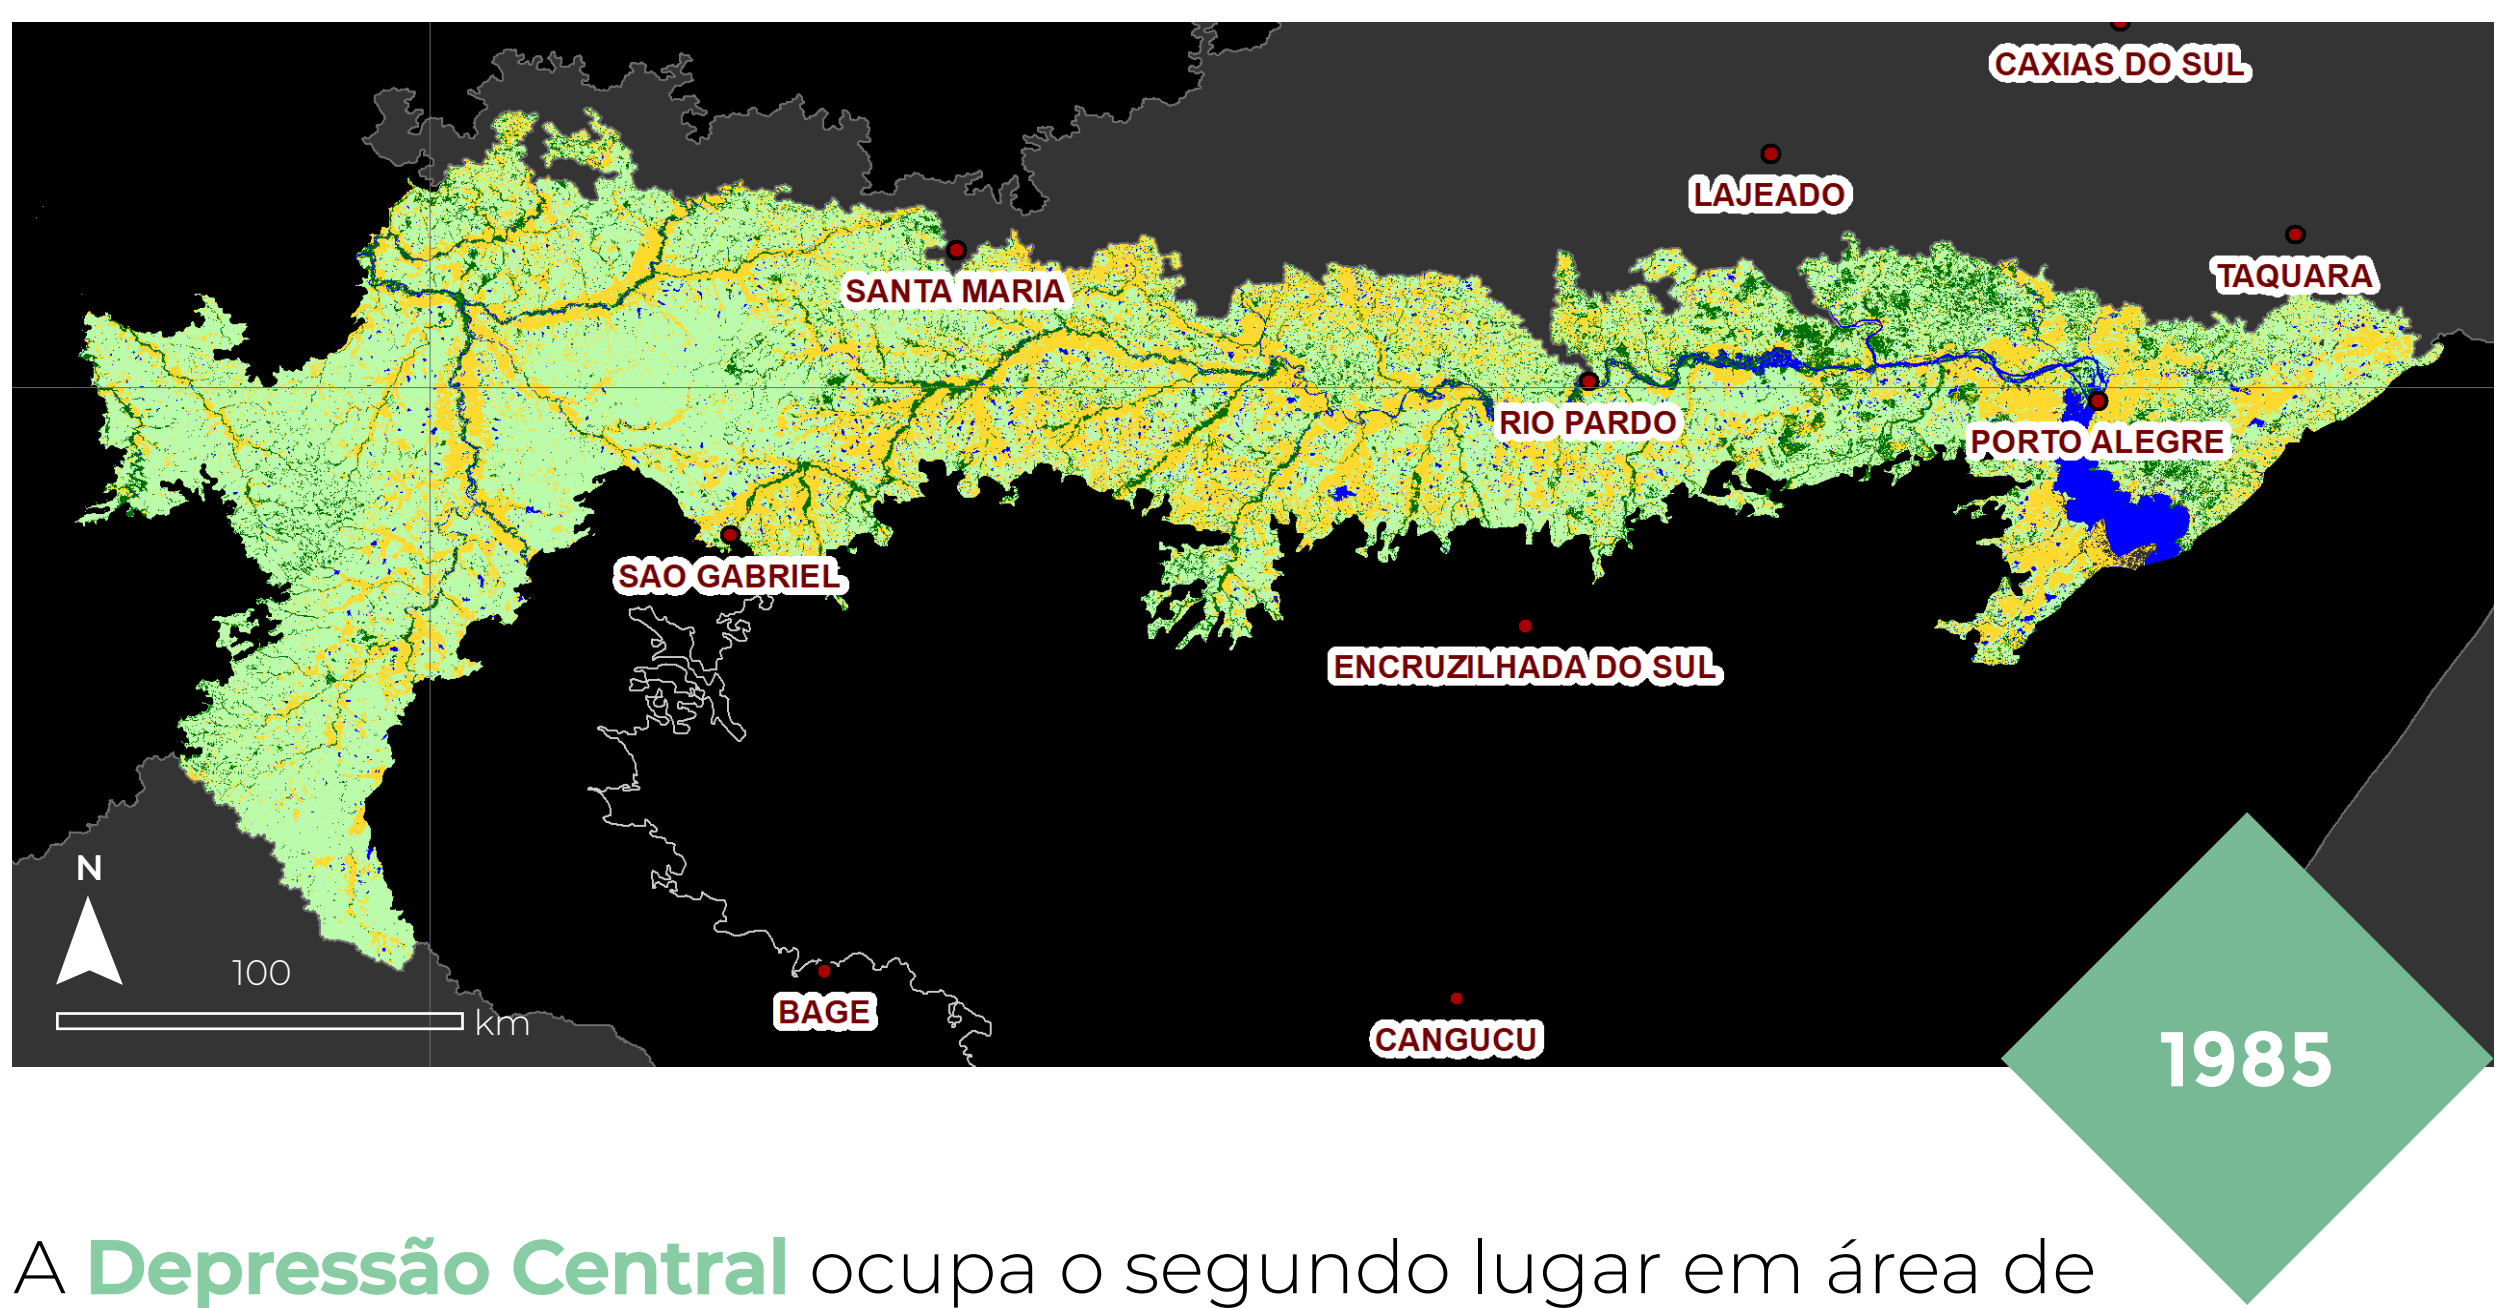 CAXIAS DO SUL
LAJEADO
TAQUARA
SANTA MARIA
RIO PARDO
PORTO ALEGRE
SAO GABRIEL
ENCRUZILHADA DO SUL
N
100
km
BAGE
CANGUCU
1985
A Depressão Central ocupa o segundo lugar em área de